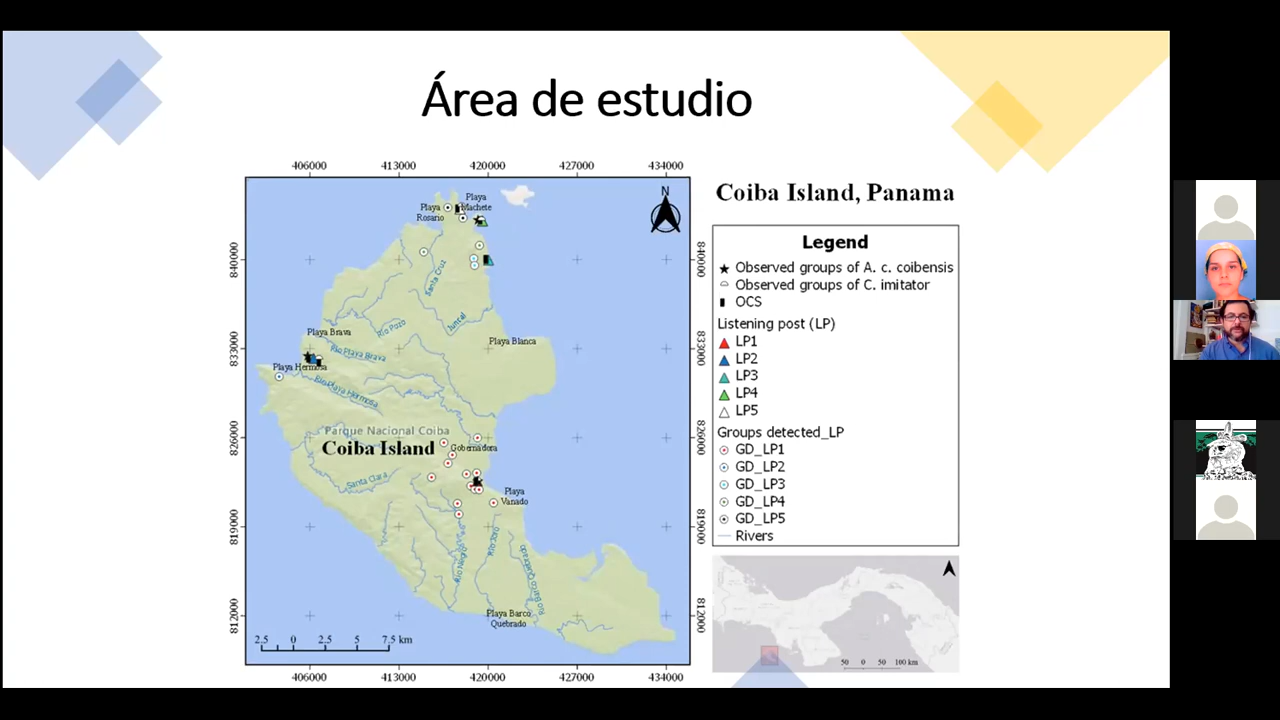 Área de estudio
406000 413000 420000 427000 434000
Coiba Island, Panama
N
Playa Rosario
Playa Machete
840000
840000
Santa Cruz
Juncal
Río Pozo
833000
833000
Playa Brava
Río Playa Brava
Playa Blanca
Playa Hermosa
Río Playa Hermosa
826000
826000
Parque Nacional Coiba
Coiba Island
Gobernadora
Santa Clara
Playa Vanado
819000
819000
Río Negro
Río Barco Quebrado
812000
812000
Playa Barco Quebrado
2.5 0 2.5 5 7.5 km
406000 413000 420000 427000 434000
Legend
Observed groups of A. c. coibensis
Observed groups of C. imitator
OCS
Listening post (LP)
LP1
LP2
LP3
LP4
LP5
Groups detected_LP
GD_LP1
GD_LP2
GD_LP3
GD_LP4
GD_LP5
Rivers
50 0 50 100 km